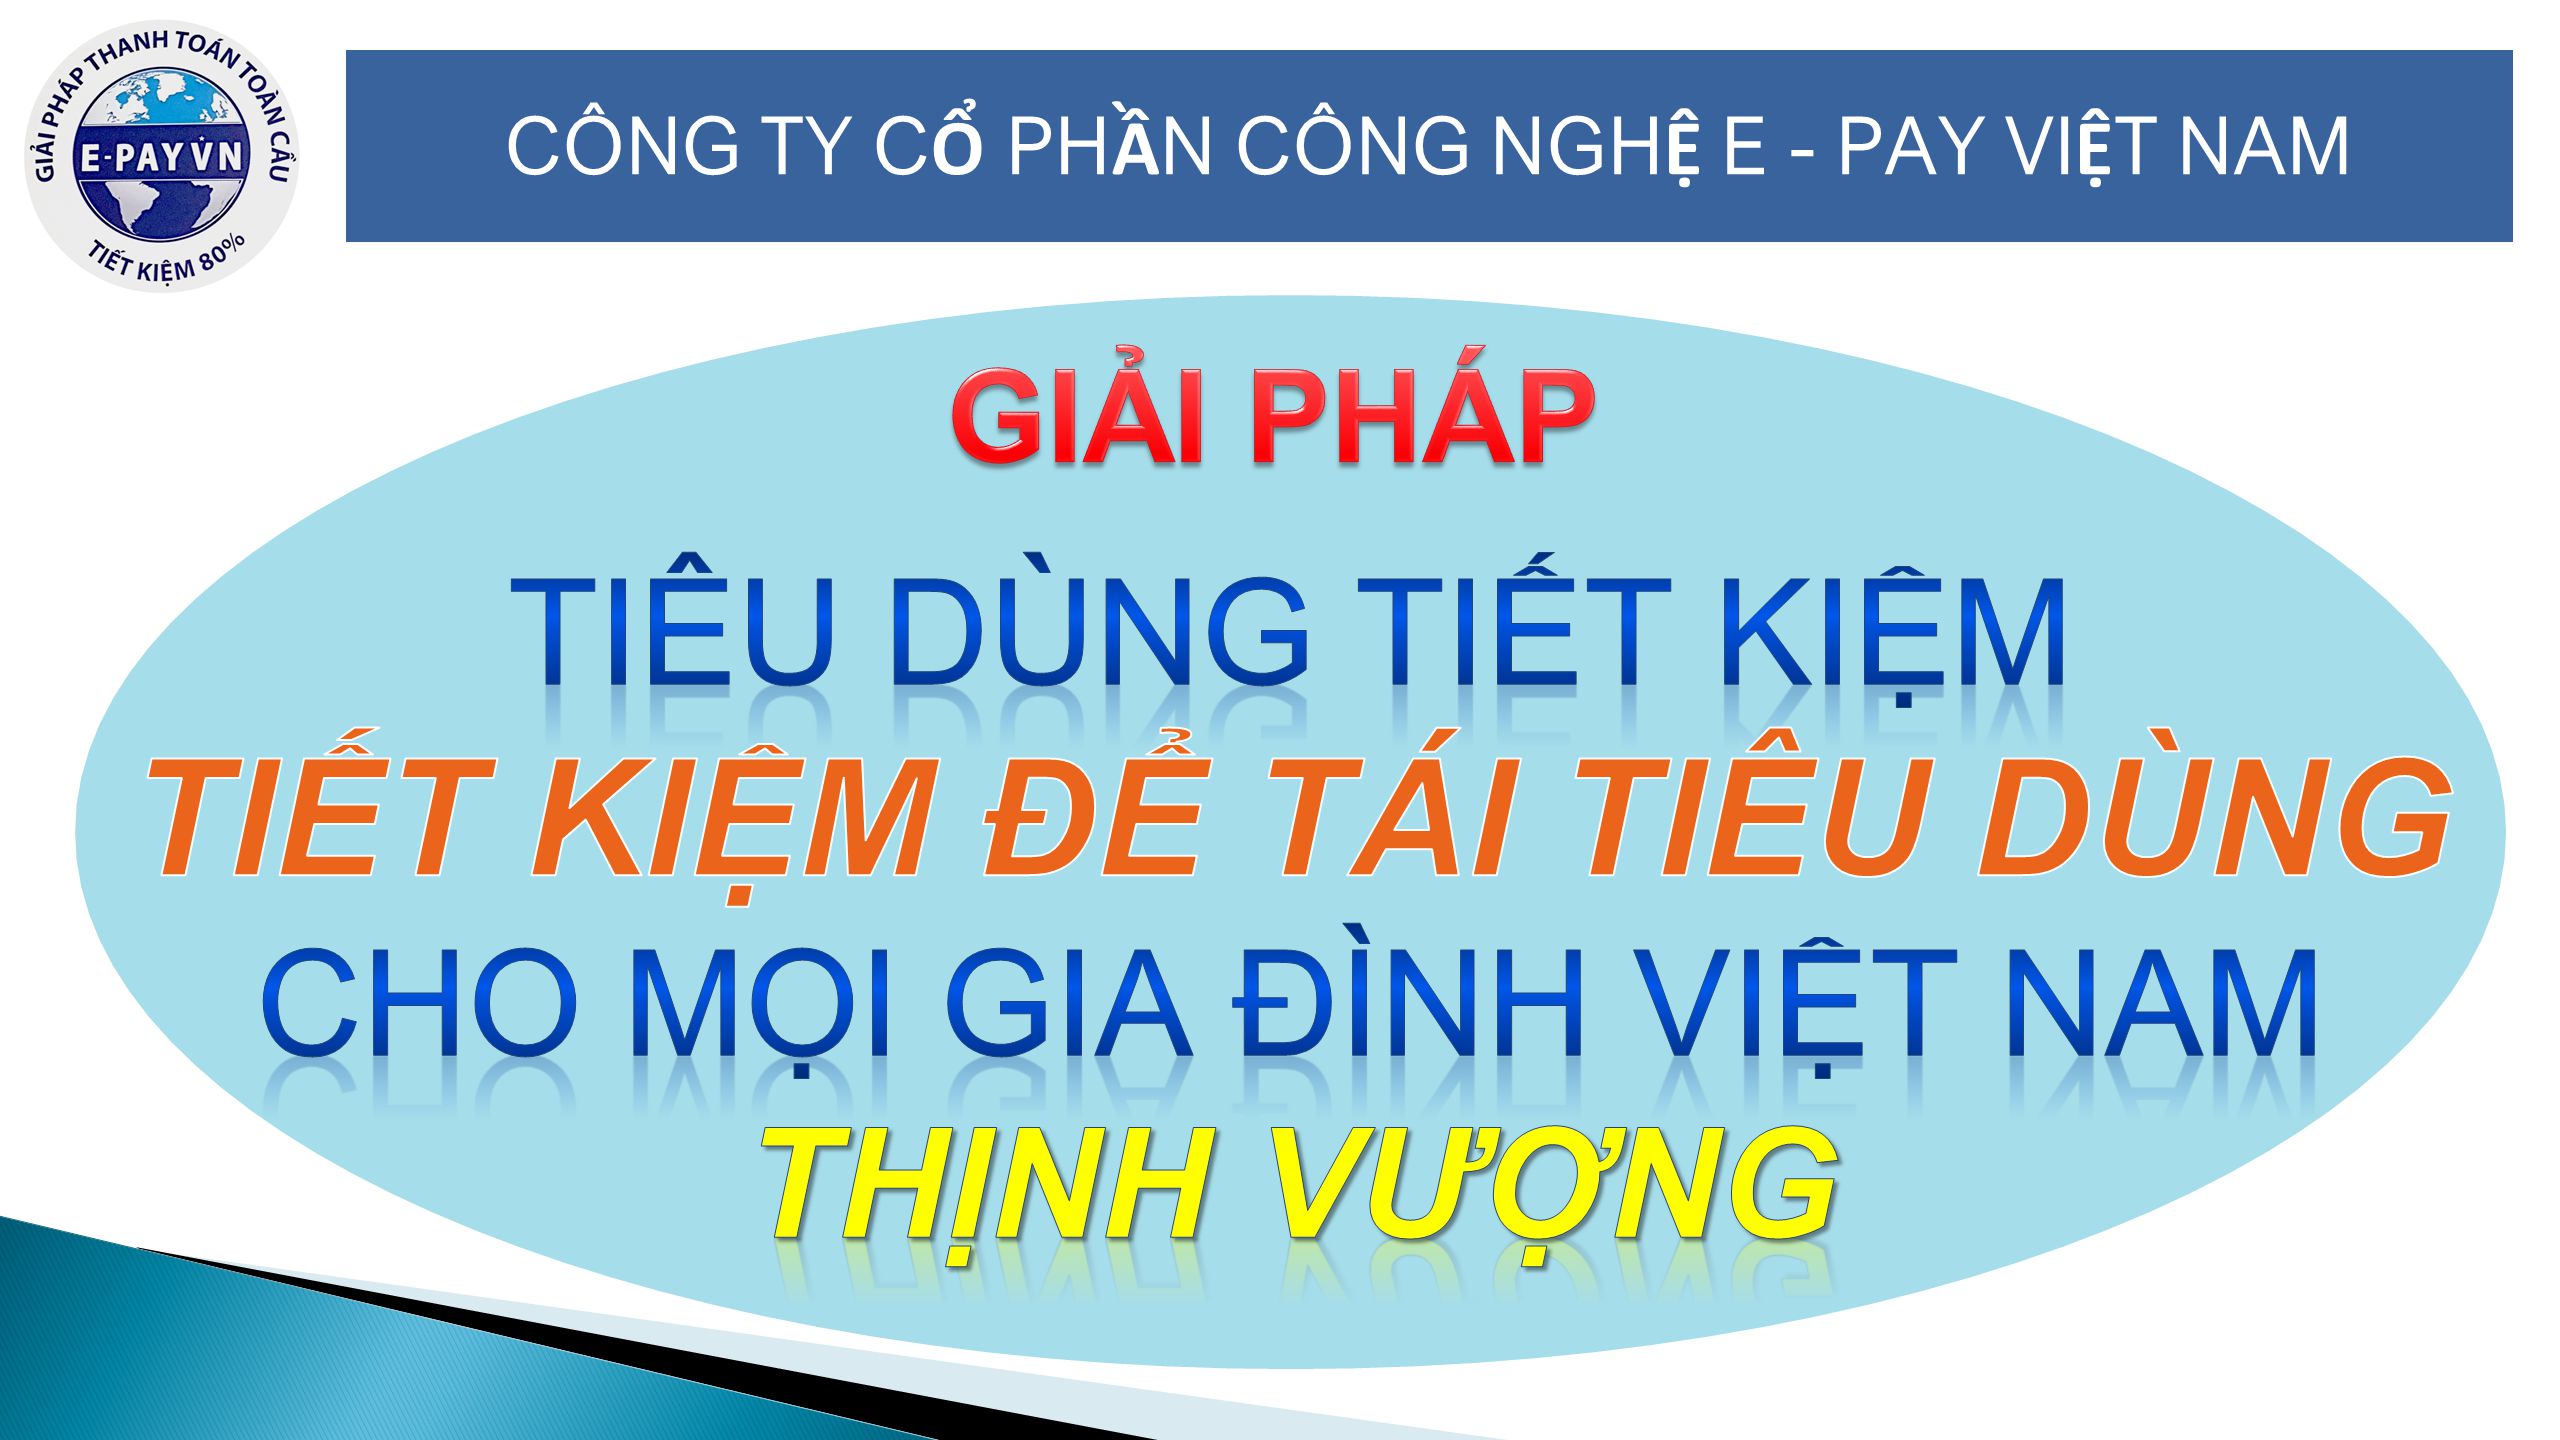 GIẢI PHÁP THANH TOÁN TOÀN CẦU
E-PAYVN
TIẾT KIỆM 80%
CÔNG TY CỔ PHẦN CÔNG NGHỆ E - PAY VIỆT NAM
GIẢI PHÁP
TIÊU DÙNG TIẾT KIỆM
TIẾT KIỆM ĐỂ TÁI TIÊU DÙNG
CHO MỌI GIA ĐÌNH VIỆT NAM
THỊNH VƯỢNG